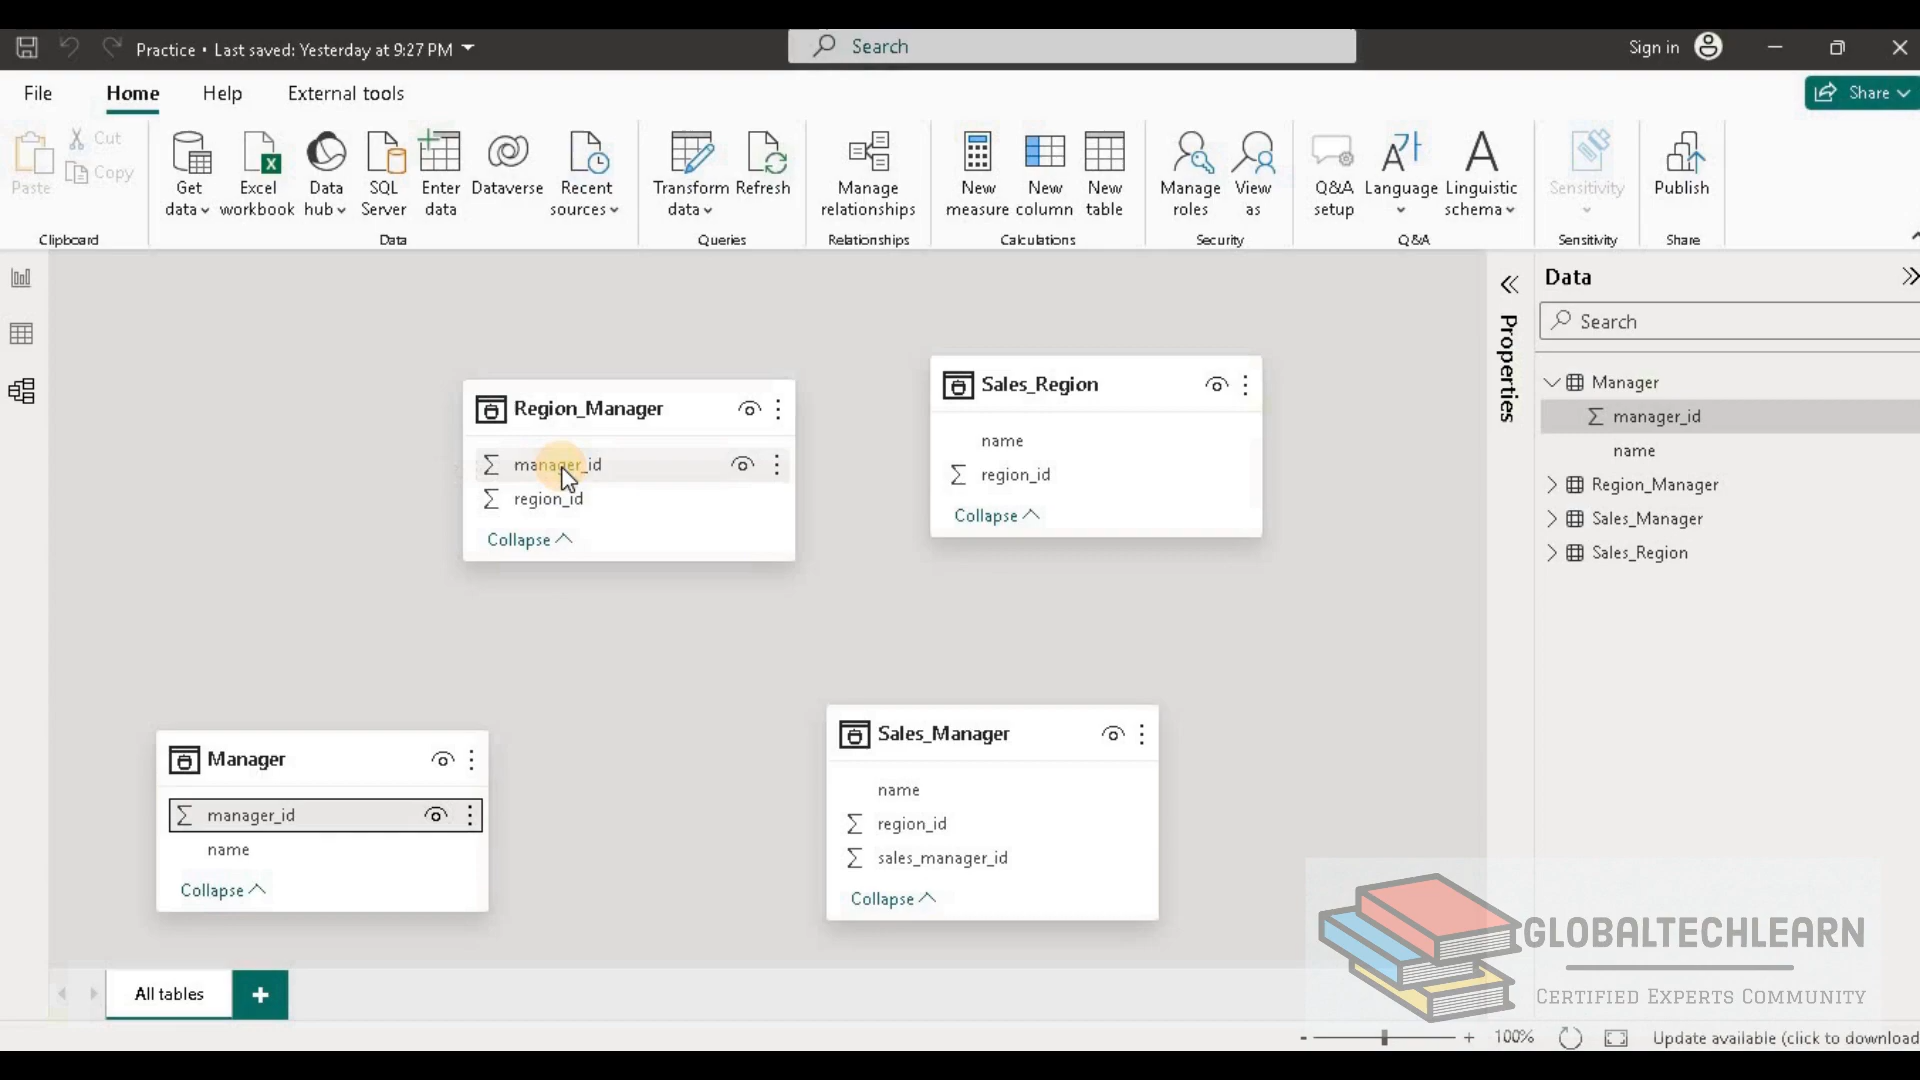 Practice • Last saved: Yesterday at 9:27 PM
Search
Sign in
File Home Help External tools
Share
Paste
Cut
Copy
Get data
Excel workbook
Data hub
SQL Server
Enter data
Dataverse
Recent sources
Transform data
Refresh
Manage relationships
New measure
New column
New table
Manage roles
View as
Q&A setup
Language
Linguistic schema
Sensitivity
Publish
Clipboard
Data
Queries
Relationships
Calculations
Security
Q&A
Sensitivity
Share
Region_Manager
manager_id
region_id
Collapse
Sales_Region
name
region_id
Collapse
Manager
manager_id
name
Collapse
Sales_Manager
name
region_id
sales_manager_id
Collapse
Properties
Data
Search
Manager
manager_id
name
Region_Manager
Sales_Manager
Sales_Region
GLOBALTECHLEARN
CERTIFIED EXPERTS COMMUNITY
All tables
+
- + 100%
Update available (click to download